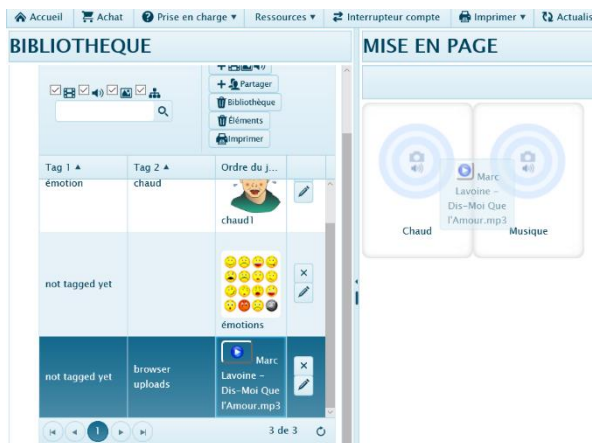 Accueil Achat Prise en charge ▾ Ressources ▾ Interrupteur compte Imprimer ▾ Actualis
BIBLIOTHEQUE
Partager
Bibliothèque
Éléments
Imprimer
Tag 1 ▲ Tag 2 ▲ Ordre du j...
émotion chaud
chaud1
not tagged yet
émotions
not tagged yet browser uploads Marc
Lavoine -
Dis-Moi Que
l'Amour.mp3
1 3 de 3
MISE EN PAGE
Marc
Lavoine -
Dis-Moi Que
l'Amour.mp3
Chaud Musique